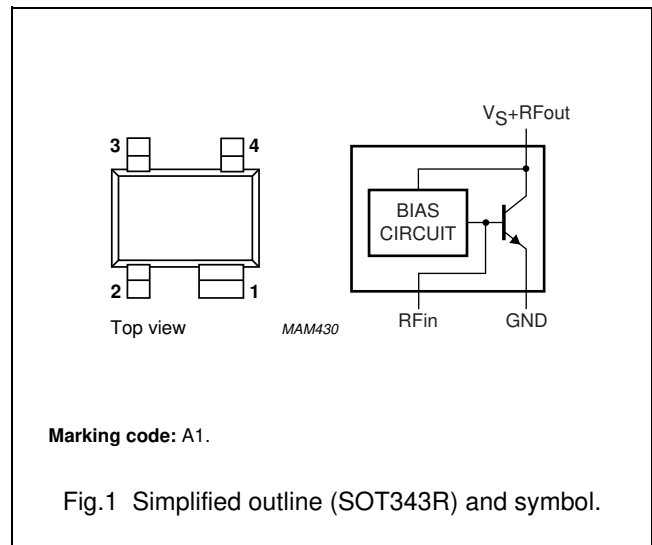 3 4
2 1
Top view
MAM430
V_S+RFout
BIAS
CIRCUIT
RFin GND
Marking code: A1.
Fig.1 Simplified outline (SOT343R) and symbol.